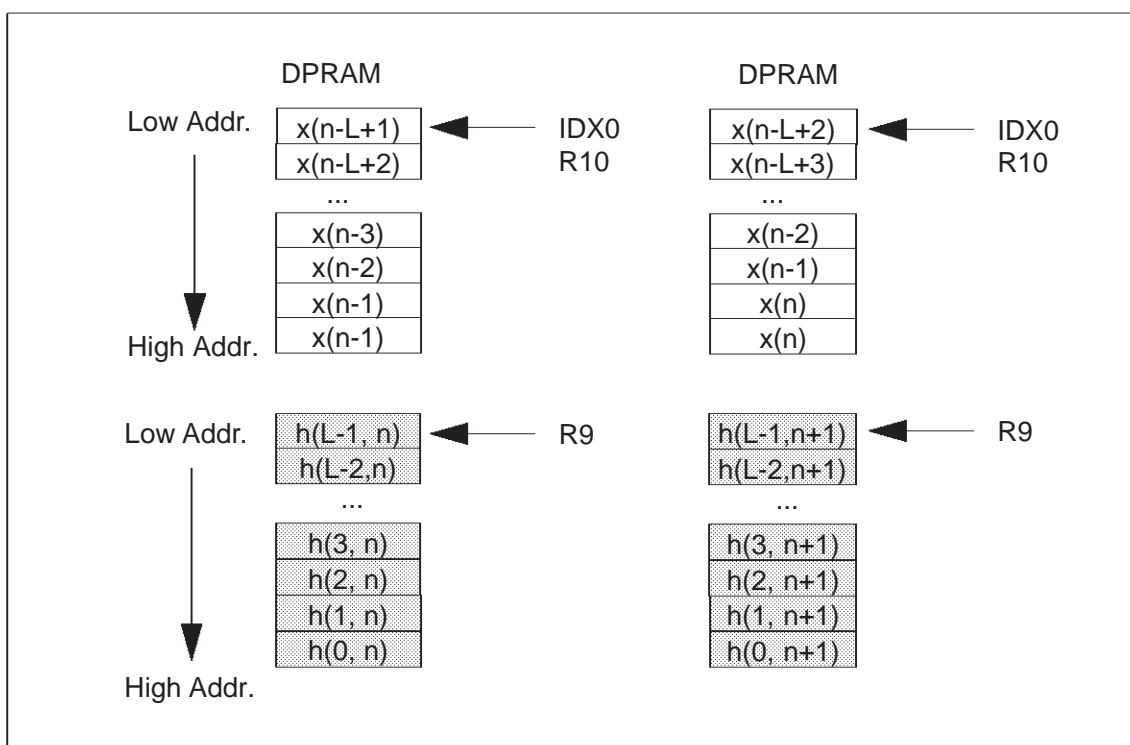 DPRAM DPRAM
Low Addr. x(n-L+1) IDX0 x(n-L+2) IDX0
x(n-L+2) R10 x(n-L+3) R10
... ...
x(n-3) x(n-2)
x(n-2) x(n-1)
x(n-1) x(n)
High Addr. x(n-1) x(n)
Low Addr. h(L-1, n) R9 h(L-1,n+1) R9
h(L-2,n) h(L-2,n+1)
... ...
h(3, n) h(3, n+1)
h(2, n) h(2, n+1)
h(1, n) h(1, n+1)
h(0, n) h(0, n+1)
High Addr.